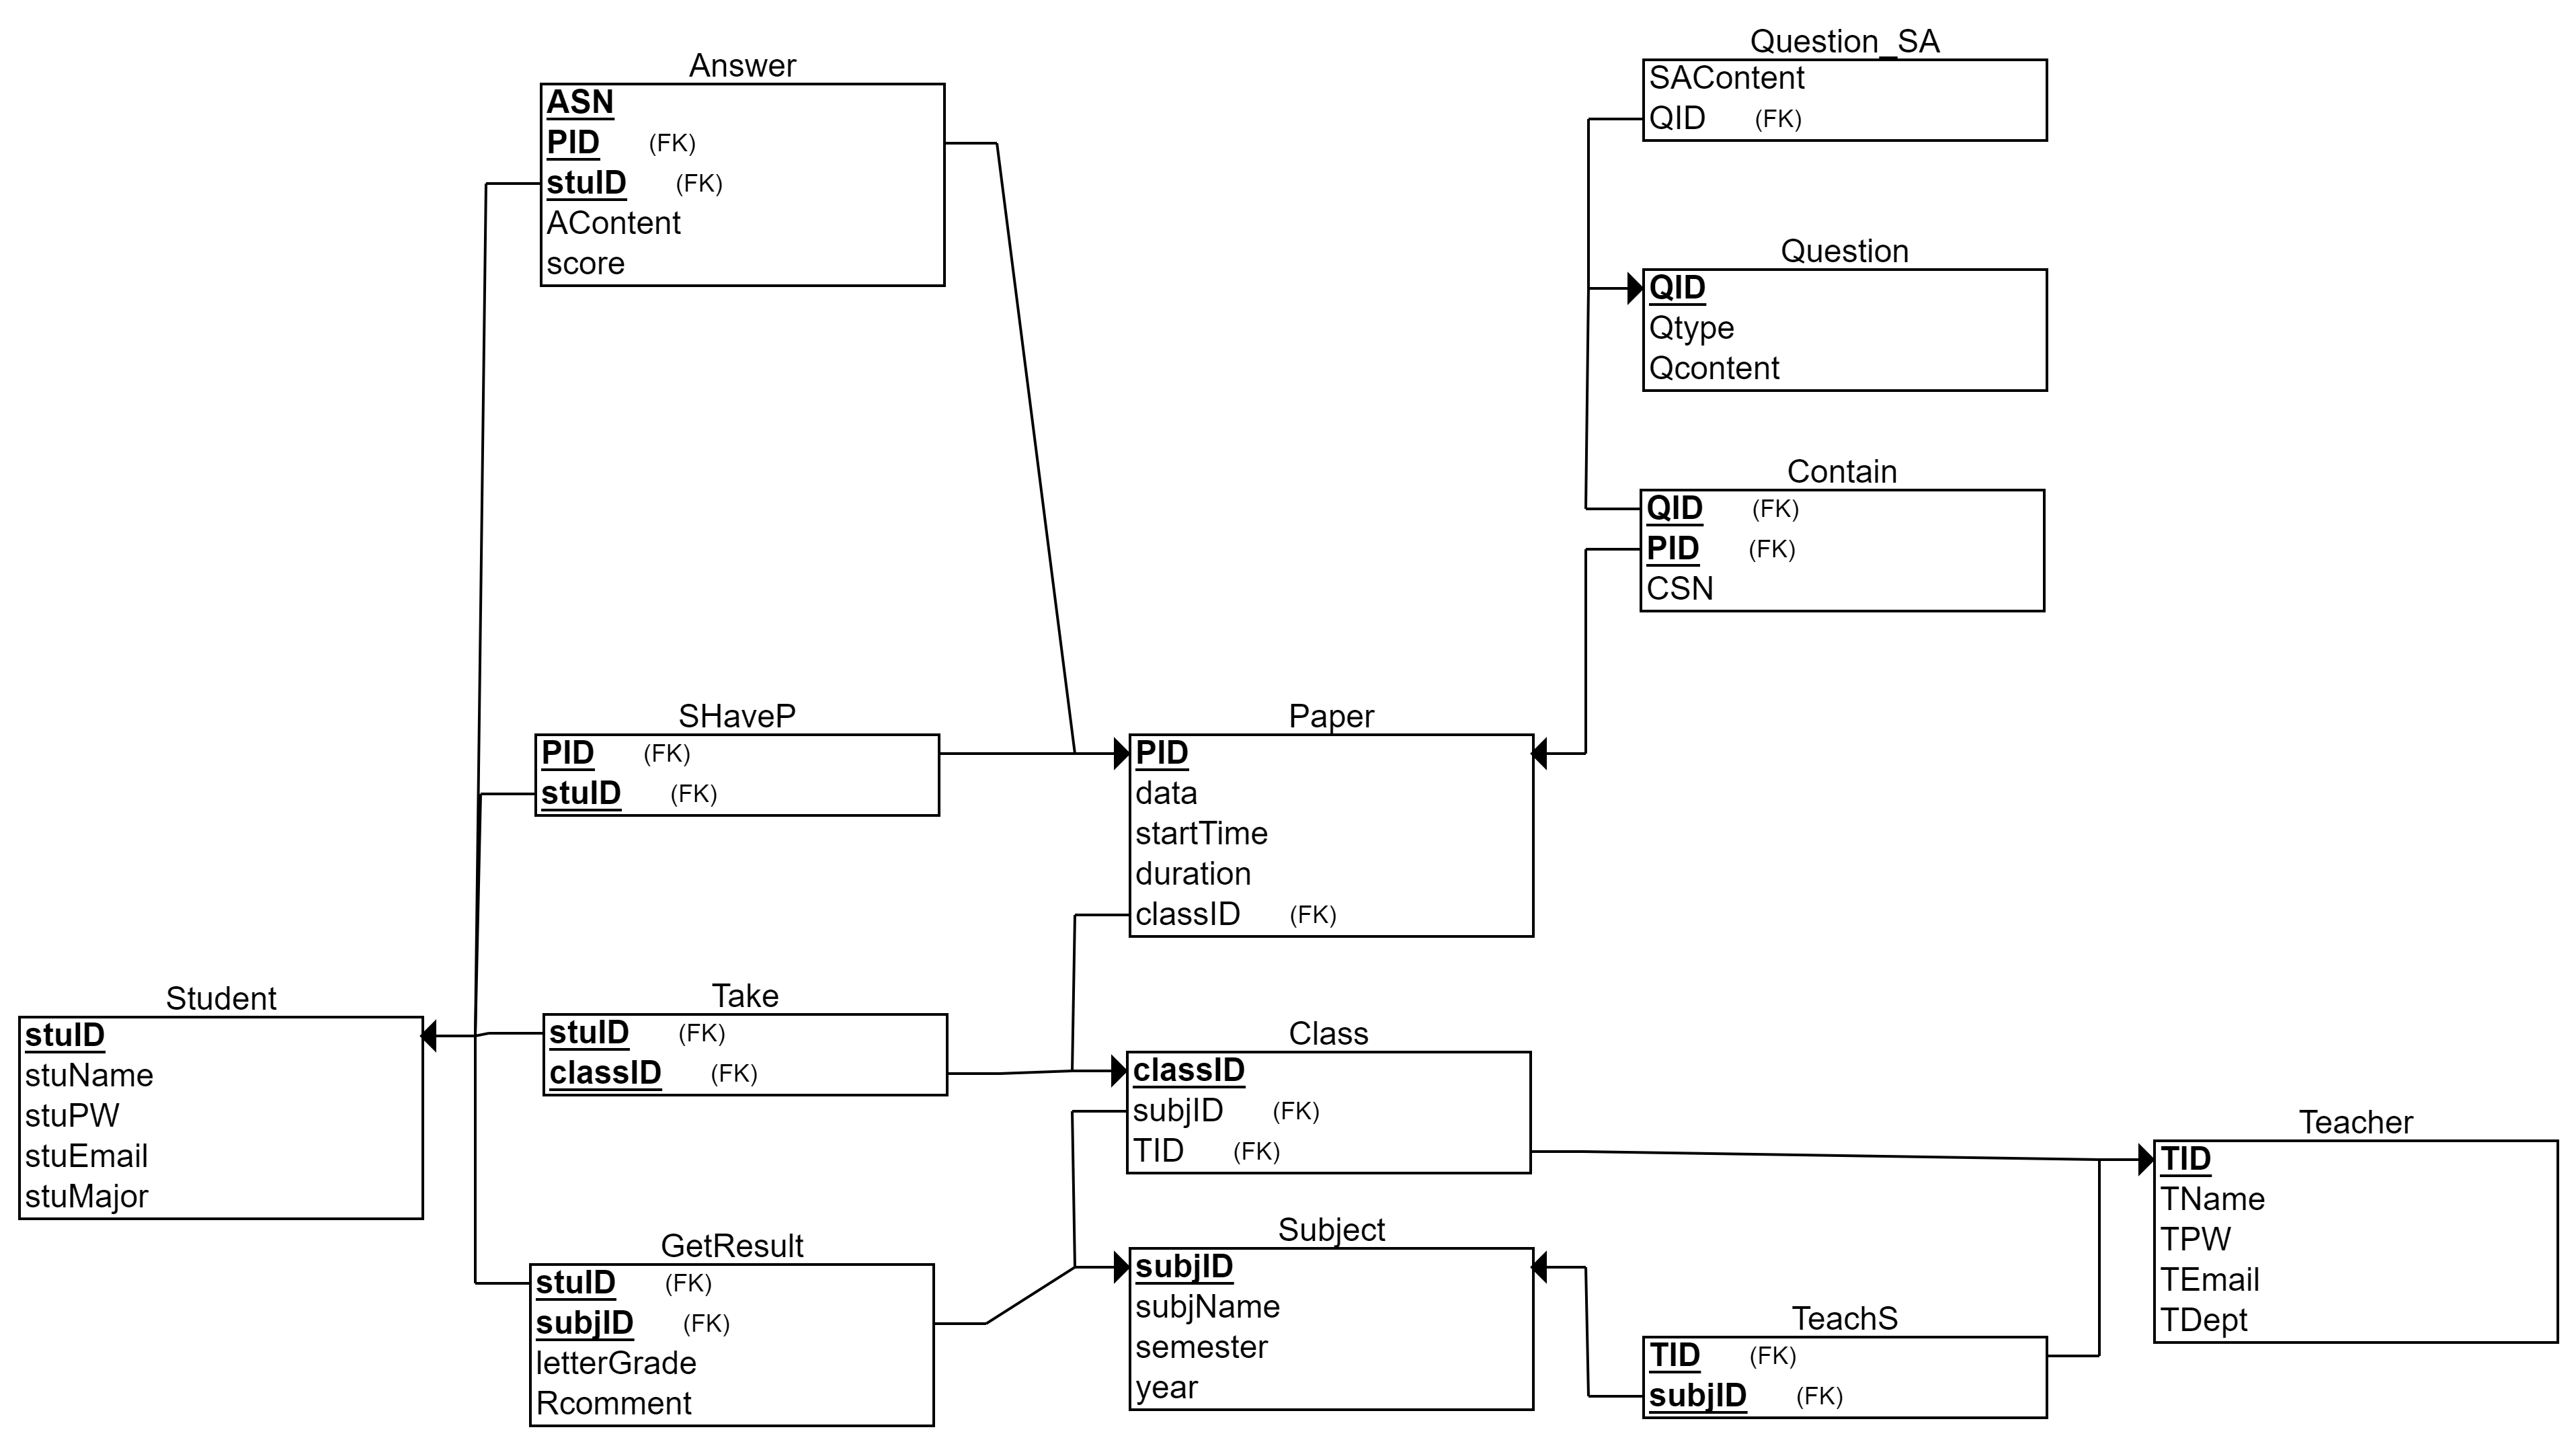 Answer
ASN
PID (FK)
stuID (FK)
AContent
score
Question_SA
SAContent
QID (FK)
Question
QID
Qtype
Qcontent
Contain
QID (FK)
PID (FK)
CSN
SHaveP
PID (FK)
stuID (FK)
Paper
PID
data
startTime
duration
classID (FK)
Student
stuID
stuName
stuPW
stuEmail
stuMajor
Take
stuID (FK)
classID (FK)
Class
classID
subjID (FK)
TID (FK)
Teacher
TID
TName
TPW
TEmail
TDept
GetResult
stuID (FK)
subjID (FK)
letterGrade
Rcomment
Subject
subjID
subjName
semester
year
TeachS
TID (FK)
subjID (FK)